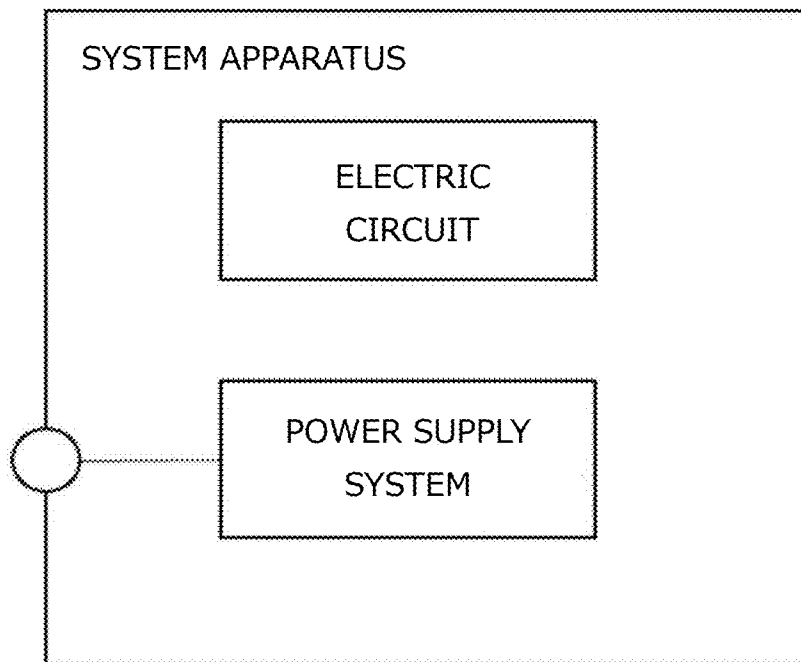 SYSTEM APPARATUS
ELECTRIC
CIRCUIT
POWER SUPPLY
SYSTEM